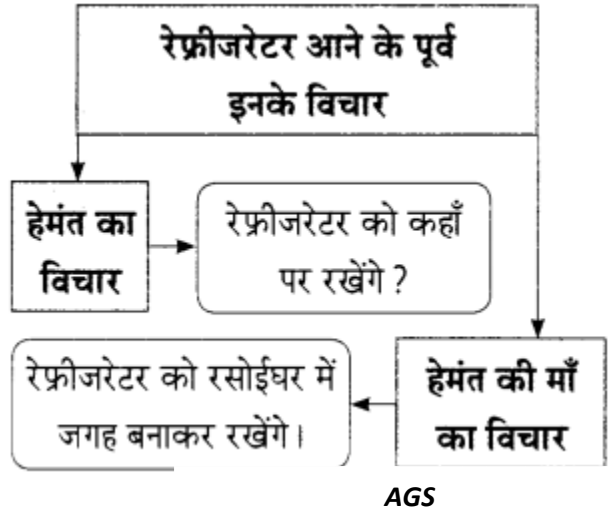 रेफ्रीजरेटर आने के पूर्व
इनके विचार
हेमंत का
विचार
रेफ्रीजरेटर को कहाँ
पर रखेंगे ?
रेफ्रीजरेटर को रसोईघर में
जगह बनाकर रखेंगे।
हेमंत की माँ
का विचार
AGS